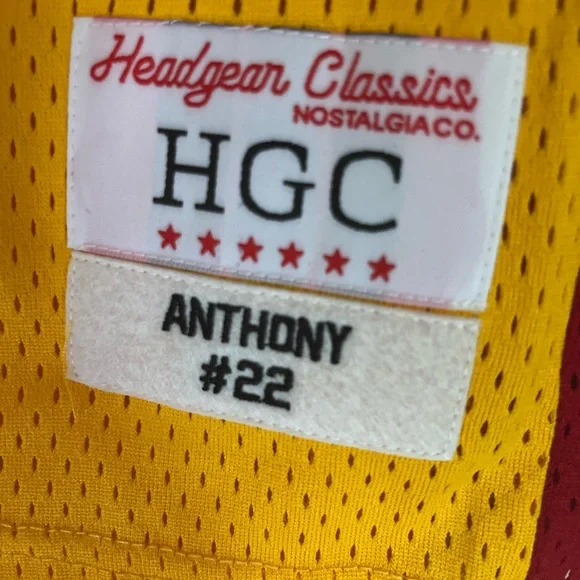 Headgear Classics
NOSTALGIA CO.
HGC
ANTHONY
#22